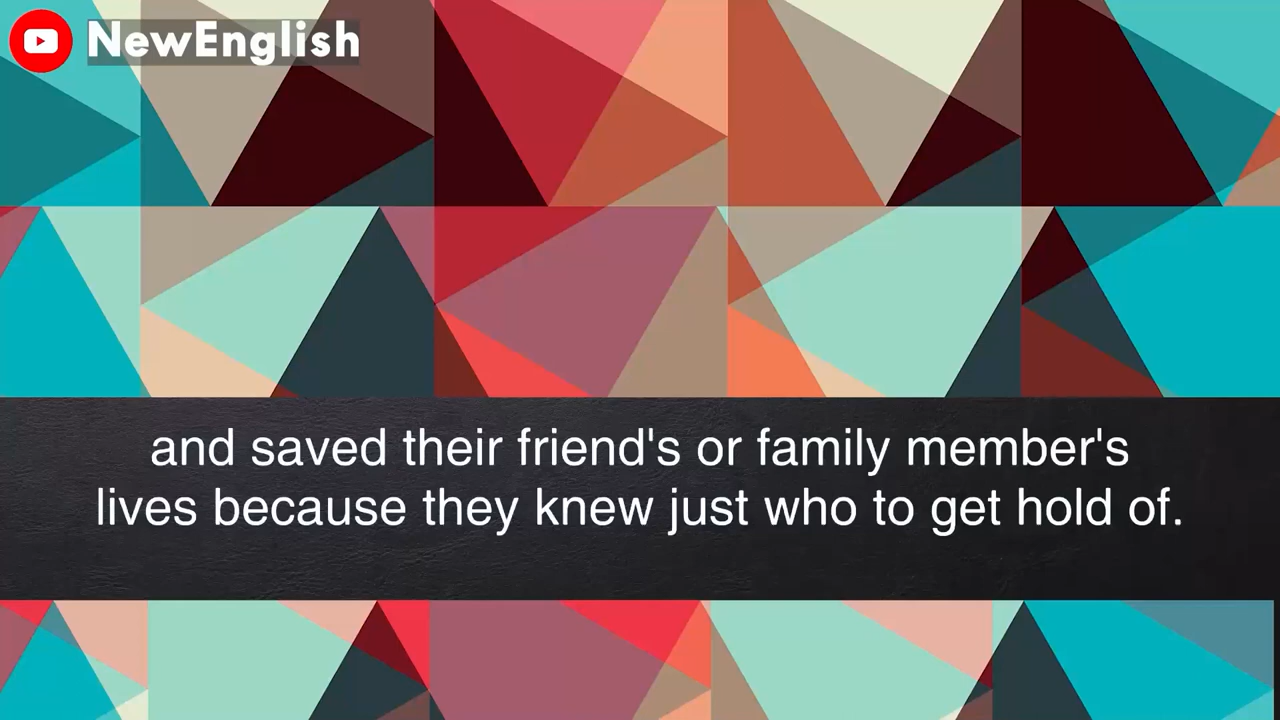 NewEnglish
and saved their friend's or family member's
lives because they knew just who to get hold of.